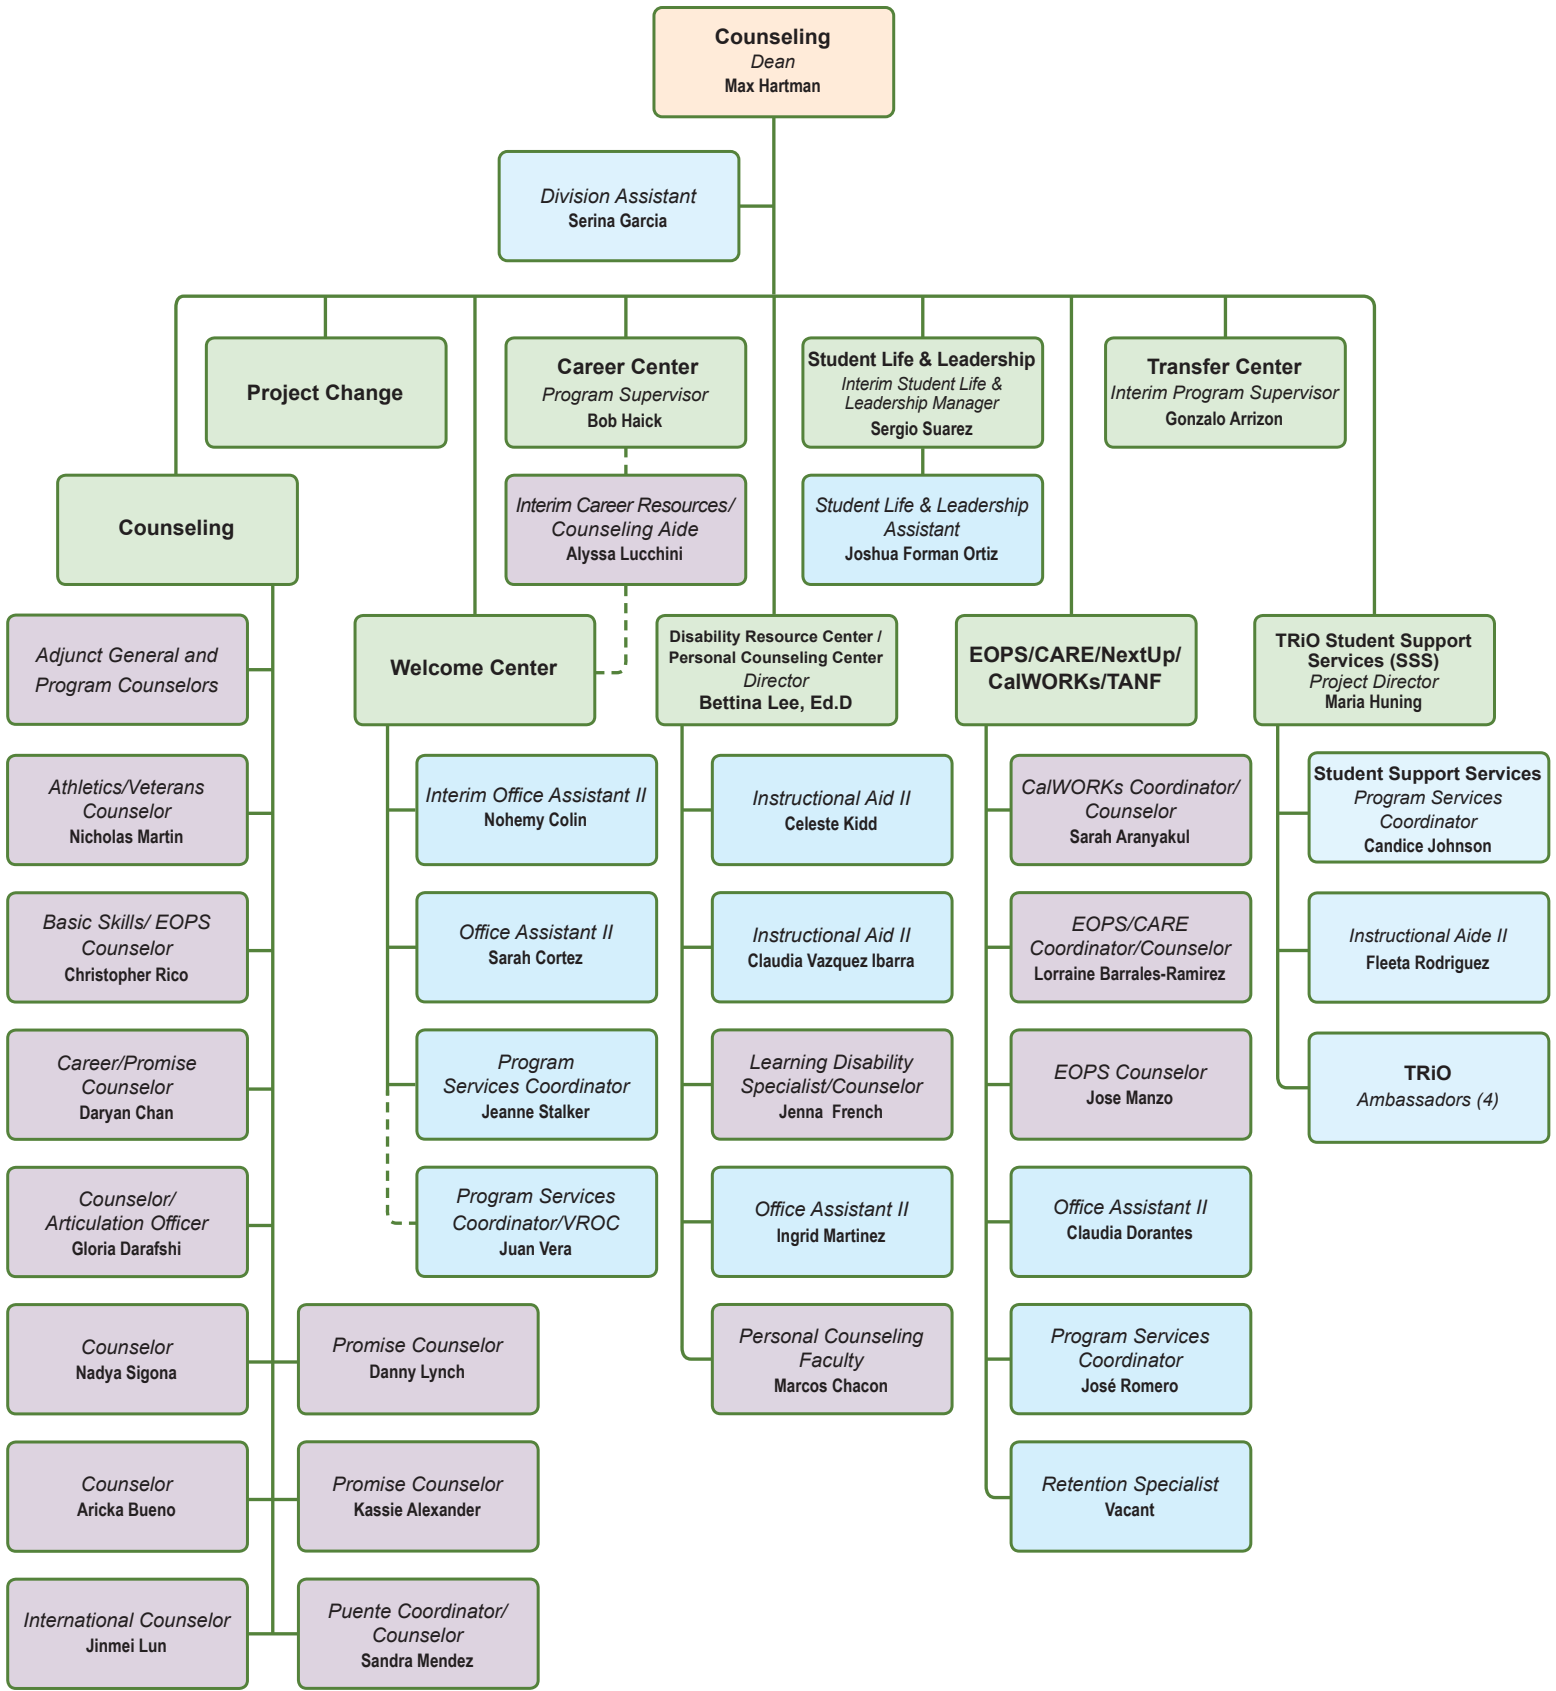 Counseling
Dean
Max Hartman
Division Assistant
Serina Garcia
Project Change
Career Center
Program Supervisor
Bob Haick
Student Life & Leadership
Interim Student Life &
Leadership Manager
Sergio Suarez
Transfer Center
Interim Program Supervisor
Gonzalo Arrizon
Counseling
Interim Career Resources/
Counseling Aide
Alyssa Lucchini
Student Life & Leadership
Assistant
Joshua Forman Ortiz
Adjunct General and
Program Counselors
Athletics/Veterans
Counselor
Nicholas Martin
Basic Skills/ EOPS
Counselor
Christopher Rico
Career/Promise
Counselor
Daryan Chan
Counselor/
Articulation Officer
Gloria Darafshi
Counselor
Nadya Sigona
Promise Counselor
Danny Lynch
Counselor
Aricka Bueno
Promise Counselor
Kassie Alexander
International Counselor
Jinmei Lun
Puente Coordinator/
Counselor
Sandra Mendez
Welcome Center
Interim Office Assistant II
Nohemy Colin
Office Assistant II
Sarah Cortez
Program
Services Coordinator
Jeanne Stalker
Program Services
Coordinator/VROC
Juan Vera
Disability Resource Center /
Personal Counseling Center
Director
Bettina Lee, Ed.D
Instructional Aid II
Celeste Kidd
Instructional Aid II
Claudia Vazquez Ibarra
Learning Disability
Specialist/Counselor
Jenna French
Office Assistant II
Ingrid Martinez
Personal Counseling
Faculty
Marcos Chacon
EOPS/CARE/NextUp/
CalWORKs/TANF
CalWORKs Coordinator/
Counselor
Sarah Aranyakul
EOPS/CARE
Coordinator/Counselor
Lorraine Barrales-Ramirez
EOPS Counselor
Jose Manzo
Office Assistant II
Claudia Dorantes
Program Services
Coordinator
José Romero
Retention Specialist
Vacant
TRiO Student Support
Services (SSS)
Project Director
Maria Huning
Student Support Services
Program Services
Coordinator
Candice Johnson
Instructional Aide II
Fleeta Rodriguez
TRiO
Ambassadors (4)